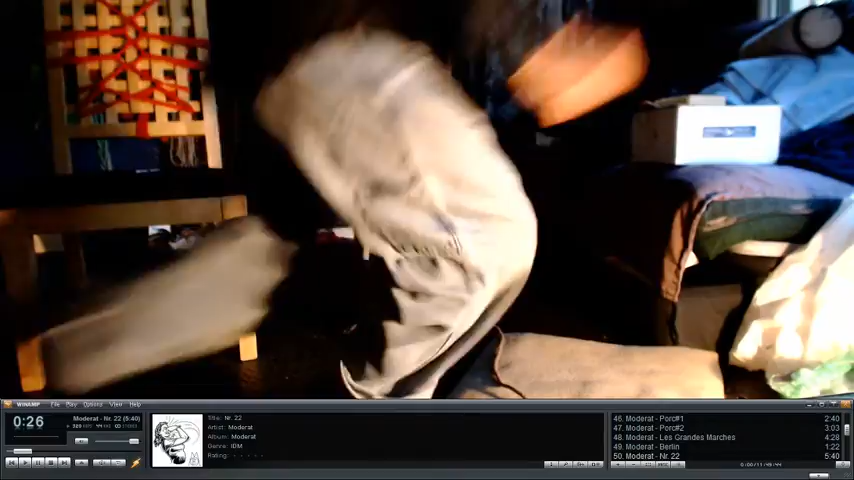 WINAMP File Play Options View Help
0:26
Moderat - Nr. 22 (5:40)
Title: Nr. 22
Artist: Moderat
Album: Moderat
Genre: IDM
Rating:
46. Moderat - Porc#1 2:40
47. Moderat - Porc#2 3:03
48. Moderat - Les Grandes Marches 4:28
49. Moderat - Berlin 1:22
50. Moderat - Nr. 22 5:40